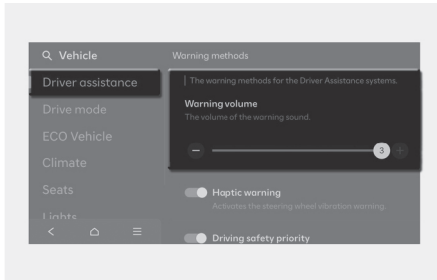 Vehicle
Warning methods
Driver assistance
The warning methods for the Driver Assistance systems.
Drive mode
Warning volume
The volume of the warning sound.
ECO Vehicle
3
Climate
Seats
Haptic warning
Activates the steering wheel vibration warning.
Lights
Driving safety priority